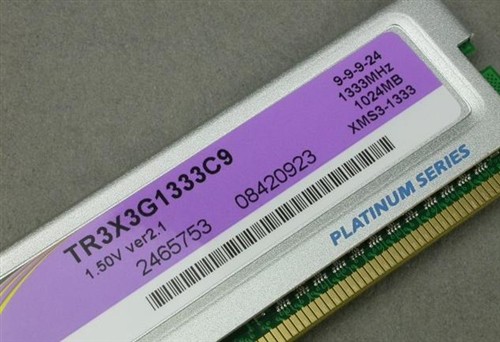 9-9-9-24
1333MHz
1024MB
XMS3-1333
TR3X3G1333C9
1.50V ver2.1
2465753 08420923
PLATINUM SERIES